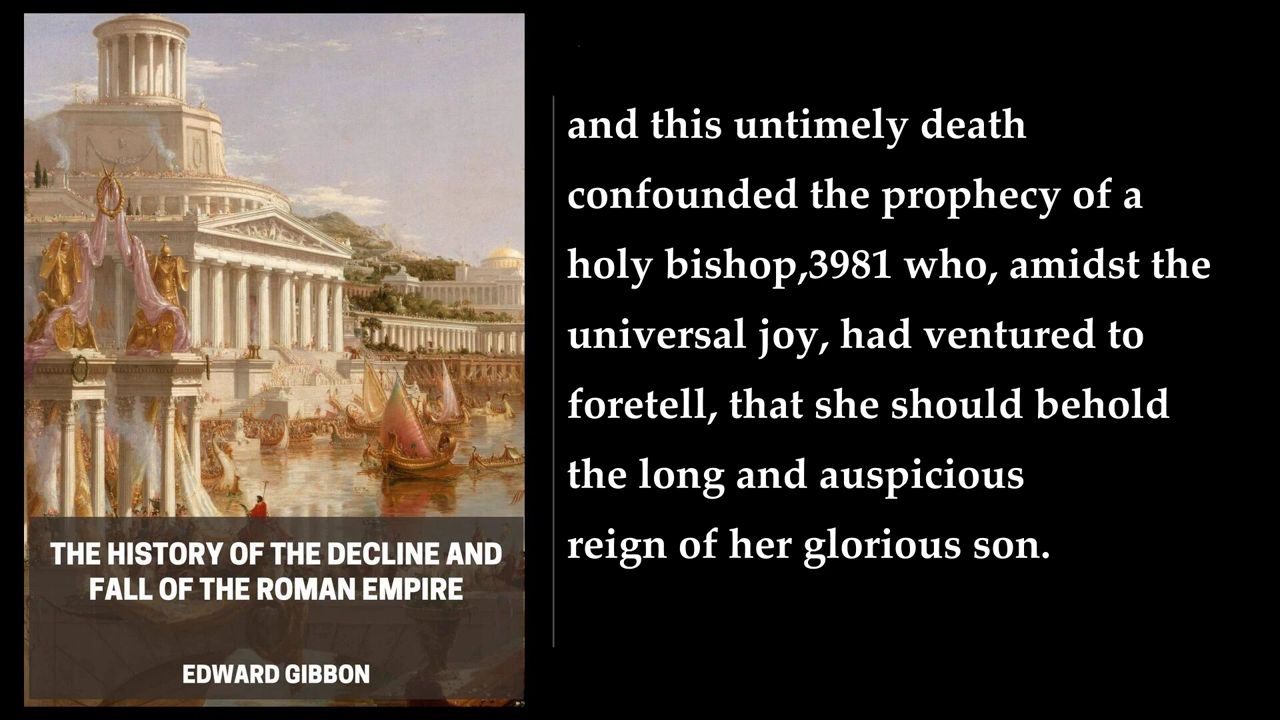 THE HISTORY OF THE DECLINE AND
FALL OF THE ROMAN EMPIRE
EDWARD GIBBON
and this untimely death
confounded the prophecy of a
holy bishop,3981 who, amidst the
universal joy, had ventured to
foretell, that she should behold
the long and auspicious
reign of her glorious son.